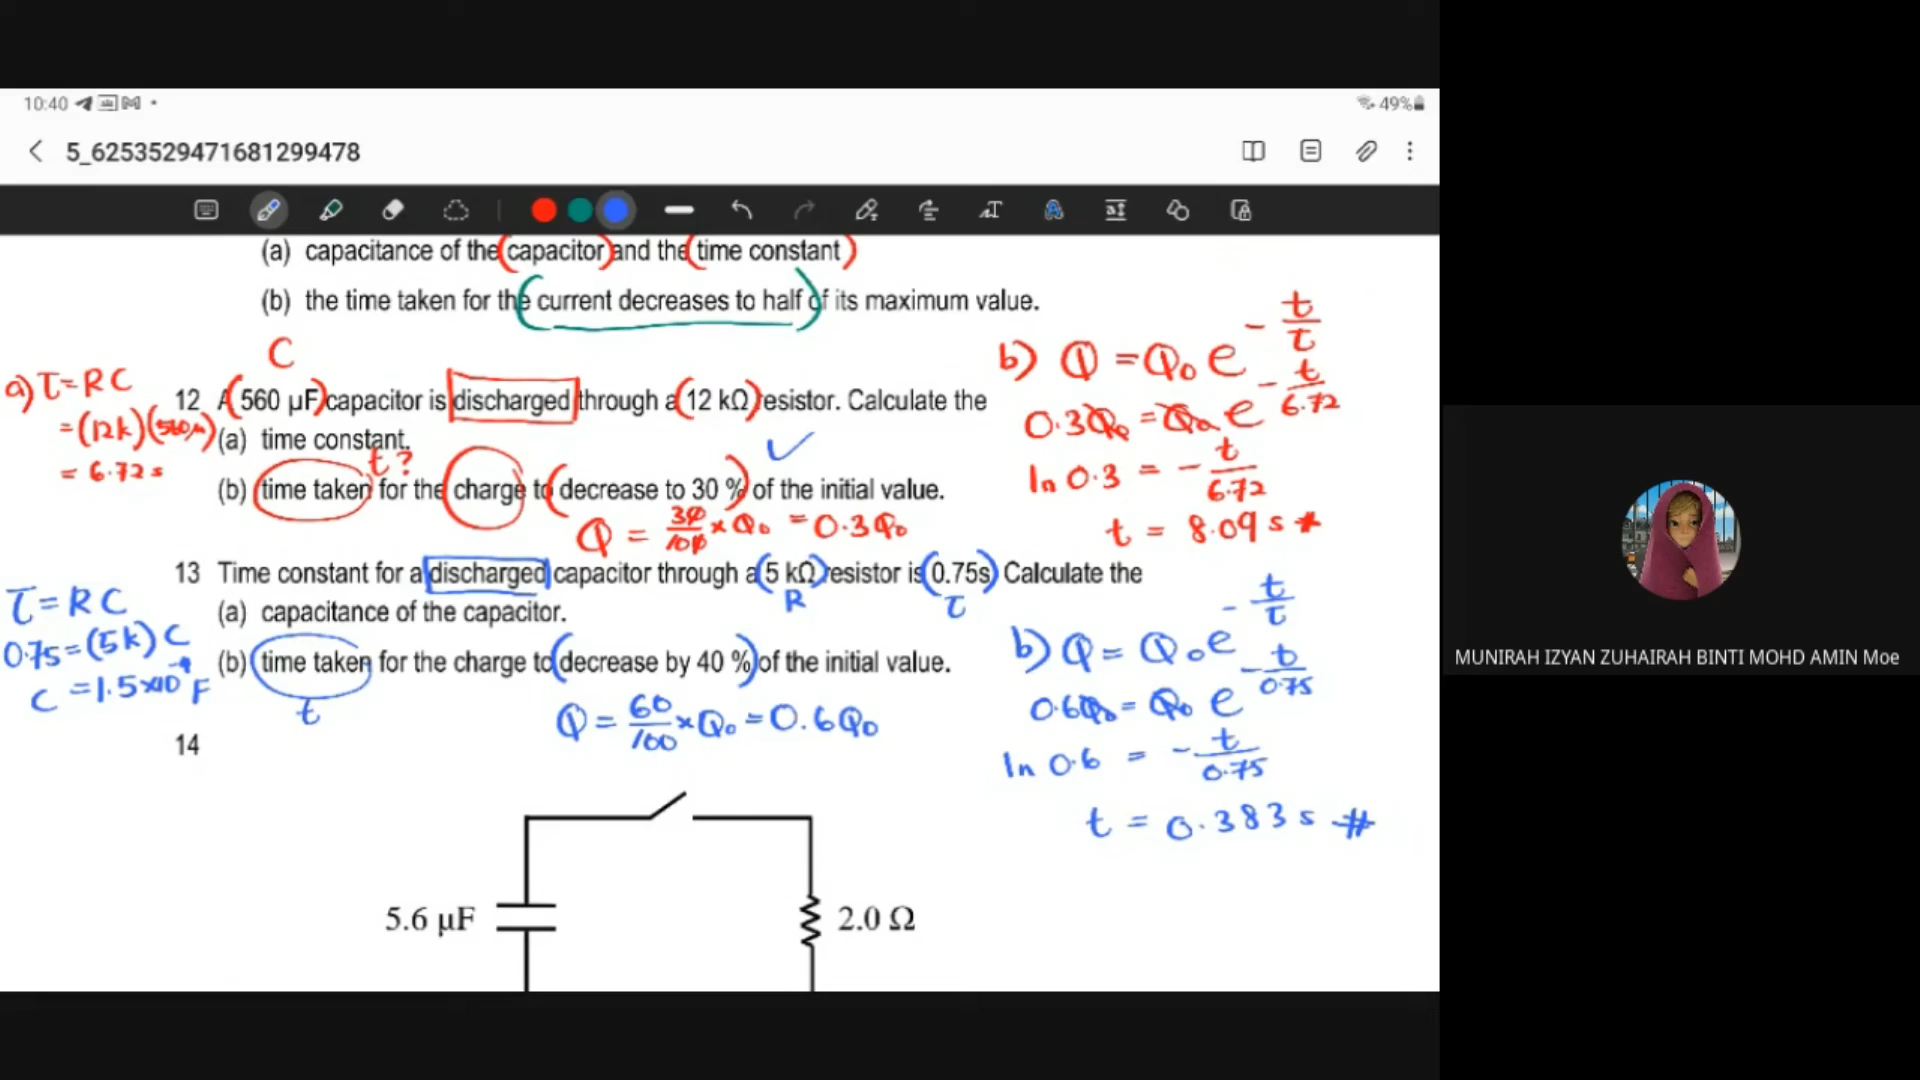 10:40
49%
5_6253529471681299478
(a) capacitance of the (capacitor) and the (time constant)
(b) the time taken for the (current decreases to half) of its maximum value.
C
a) τ = RC
= (12k)(560μ)
= 6.72 s
12 A (560 μF) capacitor is discharged through a (12 kΩ) resistor. Calculate the
(a) time constant.
t?
(b) time taken for the charge to (decrease to 30 %) of the initial value.
Q = 30/100 × Q₀ = 0.3Q₀
b) Q = Q₀ e^(-t/τ)
0.3Q₀ = Q₀ e^(-t/6.72)
ln 0.3 = - t/6.72
t = 8.09 s #
13 Time constant for a discharged capacitor through a (5 kΩ) resistor is (0.75s) Calculate the
R τ
(a) capacitance of the capacitor.
(b) time taken for the charge to (decrease by 40 %) of the initial value.
t
Q = 60/100 × Q₀ = 0.6Q₀
τ = RC
0.75 = (5k) C
C = 1.5×10⁻⁴ F
b) Q = Q₀ e^(-t/τ)
0.6Q₀ = Q₀ e^(-t/0.75)
ln 0.6 = - t/0.75
t = 0.383 s #
14
5.6 μF
2.0 Ω
MUNIRAH IZYAN ZUHAIRAH BINTI MOHD AMIN Moe